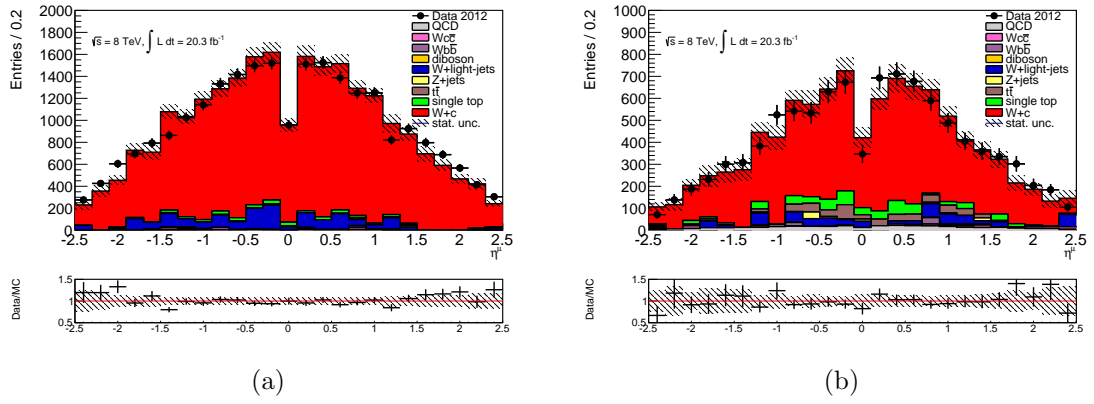 Entries / 0.2
2000
1800
1600
1400
1200
1000
800
600
400
200
0
√s = 8 TeV, ∫ L dt = 20.3 fb⁻¹
Data 2012
QCD
Wcc̅
Wbb̅
diboson
W+light-jets
Z+jets
tt̅
single top
W+c
stat. unc.
-2.5 -2 -1.5 -1 -0.5 0 0.5 1 1.5 2 2.5
η^μ
Data/MC
1.5
1
0.5
-2.5 -2 -1.5 -1 -0.5 0 0.5 1 1.5 2 2.5
(a)
Entries / 0.2
1000
900
800
700
600
500
400
300
200
100
0
√s = 8 TeV, ∫ L dt = 20.3 fb⁻¹
Data 2012
QCD
Wcc̅
Wbb̅
diboson
W+light-jets
Z+jets
tt̅
single top
W+c
stat. unc.
-2.5 -2 -1.5 -1 -0.5 0 0.5 1 1.5 2 2.5
η^μ
Data/MC
1.5
1
0.5
-2.5 -2 -1.5 -1 -0.5 0 0.5 1 1.5 2 2.5
(b)